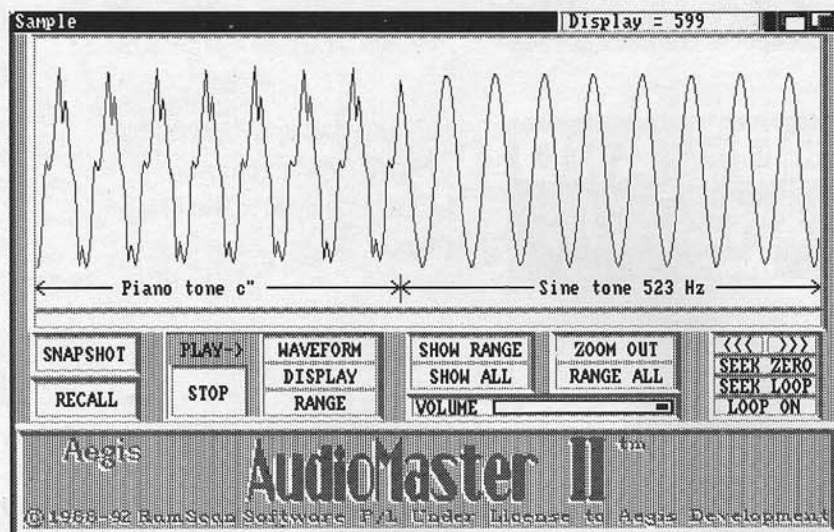 Sample Display = 599
Piano tone c" Sine tone 523 Hz
SNAPSHOT
RECALL
PLAY->
STOP
WAVEFORM
DISPLAY
RANGE
SHOW RANGE
SHOW ALL
ZOOM OUT
RANGE ALL
VOLUME
<<< >>>
SEEK ZERO
SEEK LOOP
LOOP ON
Aegis
AudioMaster II tm
©1988-92 RamScan Software P/L Under License to Aegis Development